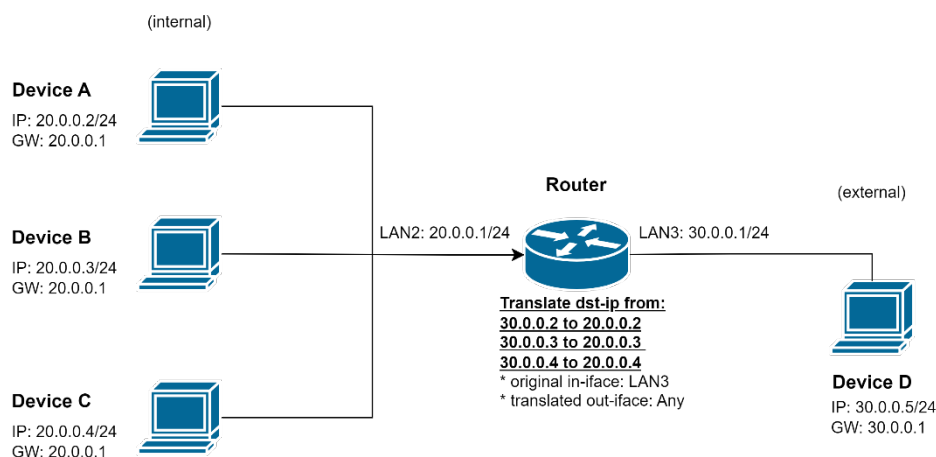 (internal)
Device A
IP: 20.0.0.2/24
GW: 20.0.0.1
Device B
IP: 20.0.0.3/24
GW: 20.0.0.1
Device C
IP: 20.0.0.4/24
GW: 20.0.0.1
LAN2: 20.0.0.1/24
Router
LAN3: 30.0.0.1/24
Translate dst-ip from:
30.0.0.2 to 20.0.0.2
30.0.0.3 to 20.0.0.3
30.0.0.4 to 20.0.0.4
* original in-iface: LAN3
* translated out-iface: Any
(external)
Device D
IP: 30.0.0.5/24
GW: 30.0.0.1